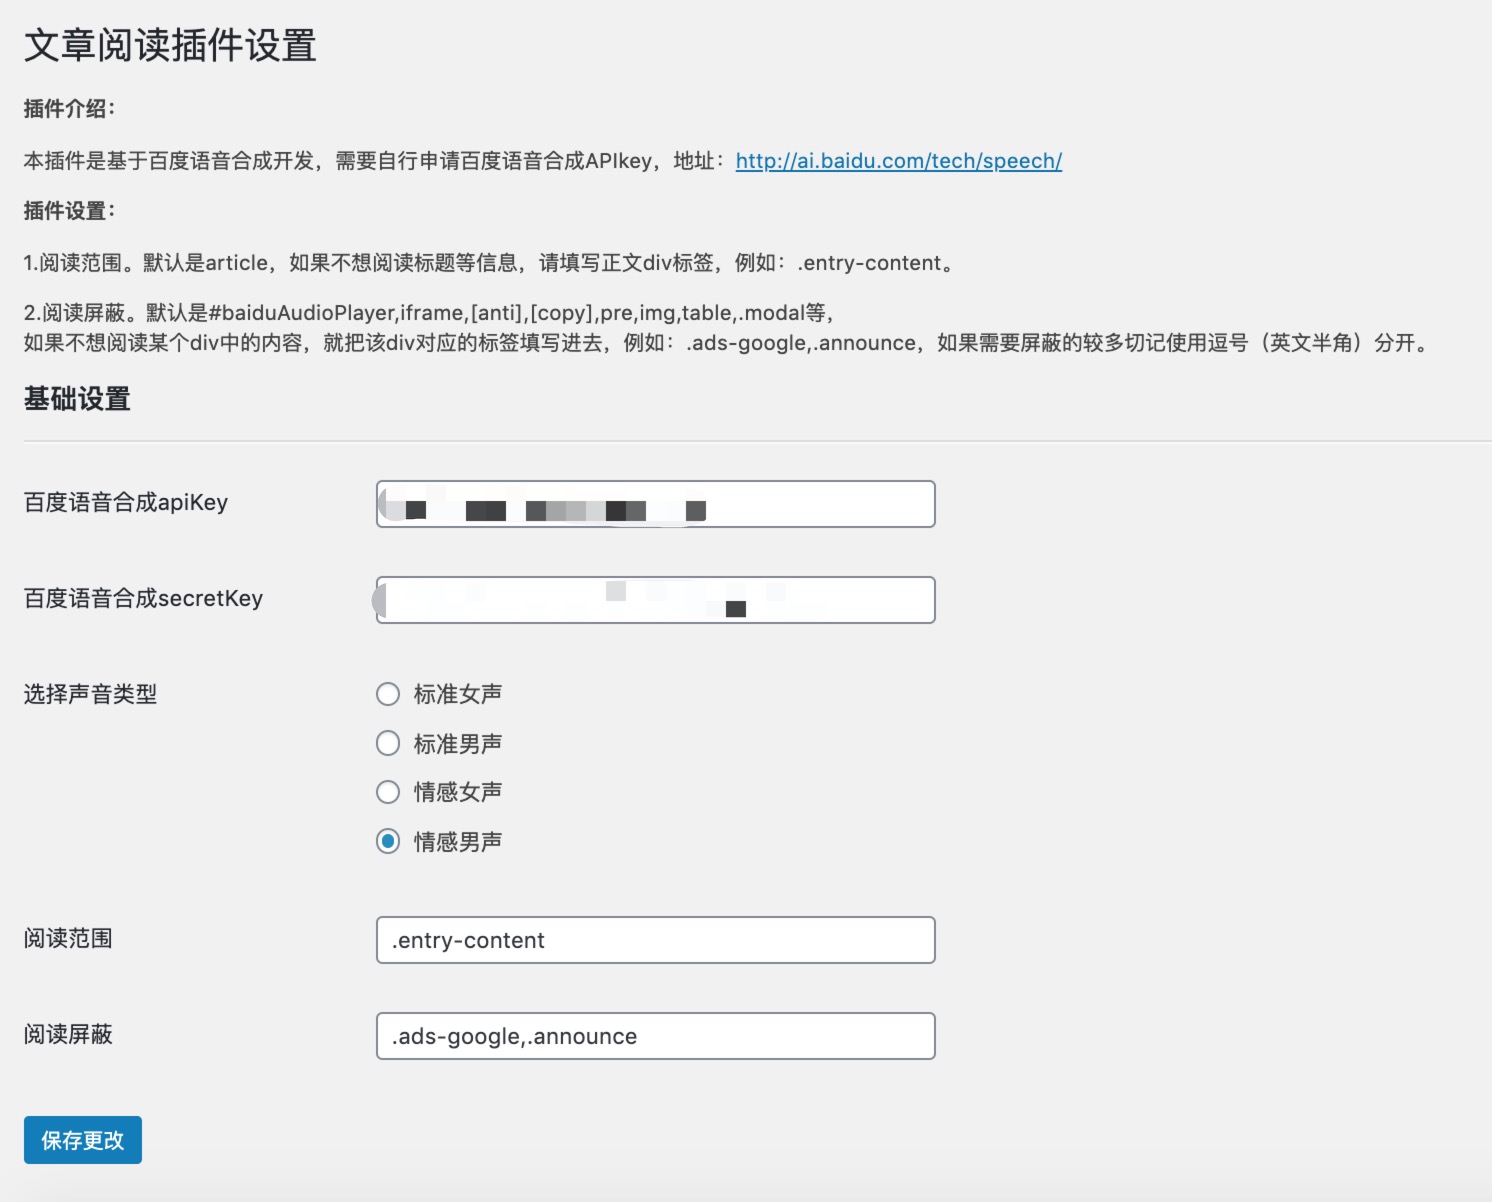 文章阅读插件设置
插件介绍：
本插件是基于百度语音合成开发，需要自行申请百度语音合成APIkey，地址：http://ai.baidu.com/tech/speech/
插件设置：
1.阅读范围。默认是article，如果不想阅读标题等信息，请填写正文div标签，例如：.entry-content。
2.阅读屏蔽。默认是#baiduAudioPlayer,iframe,[anti],[copy],pre,img,table,.modal等，
如果不想阅读某个div中的内容，就把该div对应的标签填写进去，例如：.ads-google,.announce，如果需要屏蔽的较多切记使用逗号（英文半角）分开。
基础设置
百度语音合成apiKey
百度语音合成secretKey
选择声音类型
标准女声
标准男声
情感女声
情感男声
阅读范围
.entry-content
阅读屏蔽
.ads-google,.announce
保存更改